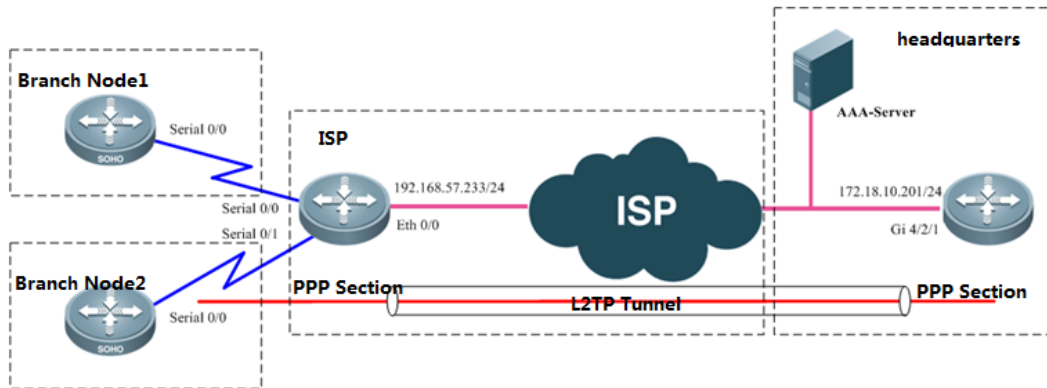 Branch Node1
Serial 0/0
SOHO
Branch Node2
Serial 0/0
SOHO
ISP
Serial 0/0
Serial 0/1
192.168.57.233/24
Eth 0/0
ISP
PPP Section
L2TP Tunnel
PPP Section
headquarters
AAA-Server
172.18.10.201/24
Gi 4/2/1